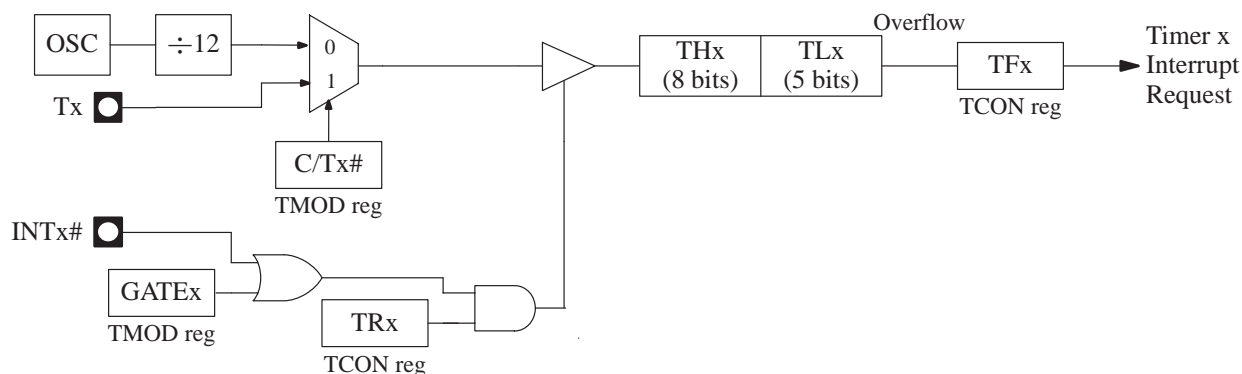 OSC
÷12
0
1
Tx
C/Tx#
TMOD reg
THx
(8 bits)
TLx
(5 bits)
Overflow
TFx
TCON reg
Timer x
Interrupt
Request
INTx#
GATEx
TMOD reg
TRx
TCON reg